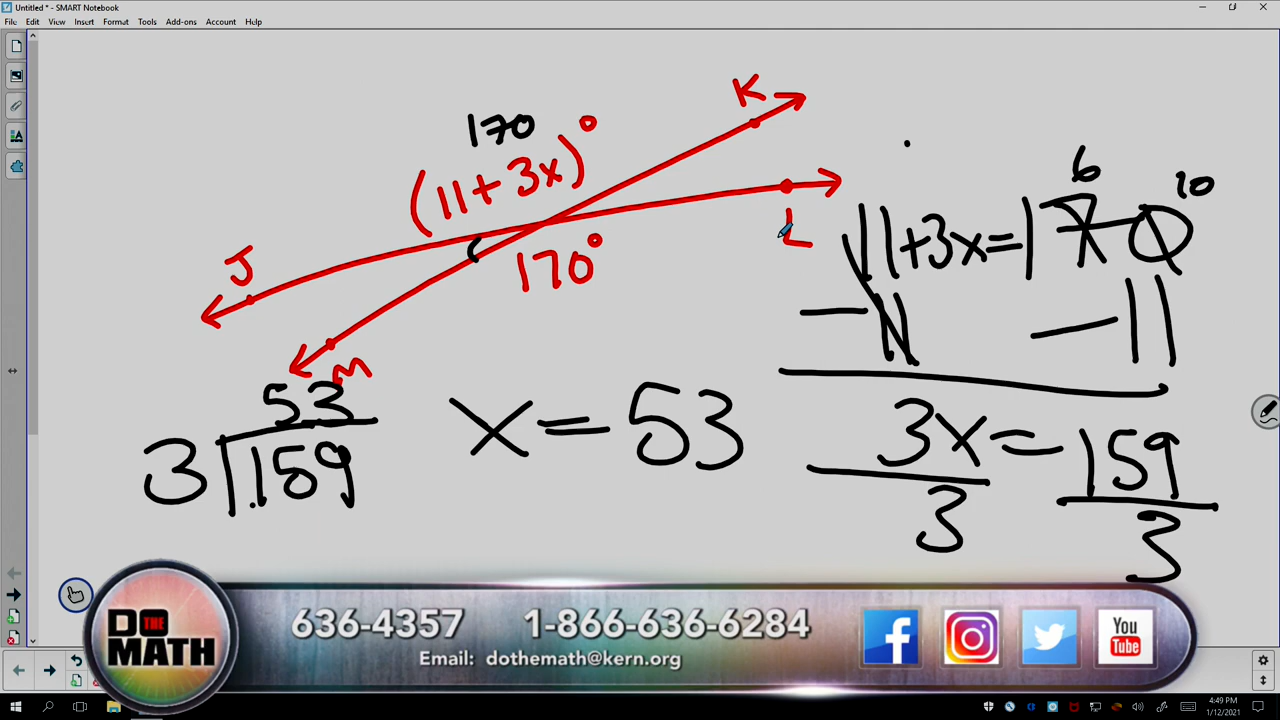 Untitled * - SMART Notebook
File Edit View Insert Format Tools Add-ons Account Help
K
170
(11 + 3x)°
J
170°
L
M
6 10
11 + 3x = 170
- 11 - 11
3x = 159
3 3
53
3 159
x = 53
DO THE MATH
636-4357 1-866-636-6284
Email: dothemath@kern.org
f
You Tube
4:49 PM
1/12/2021